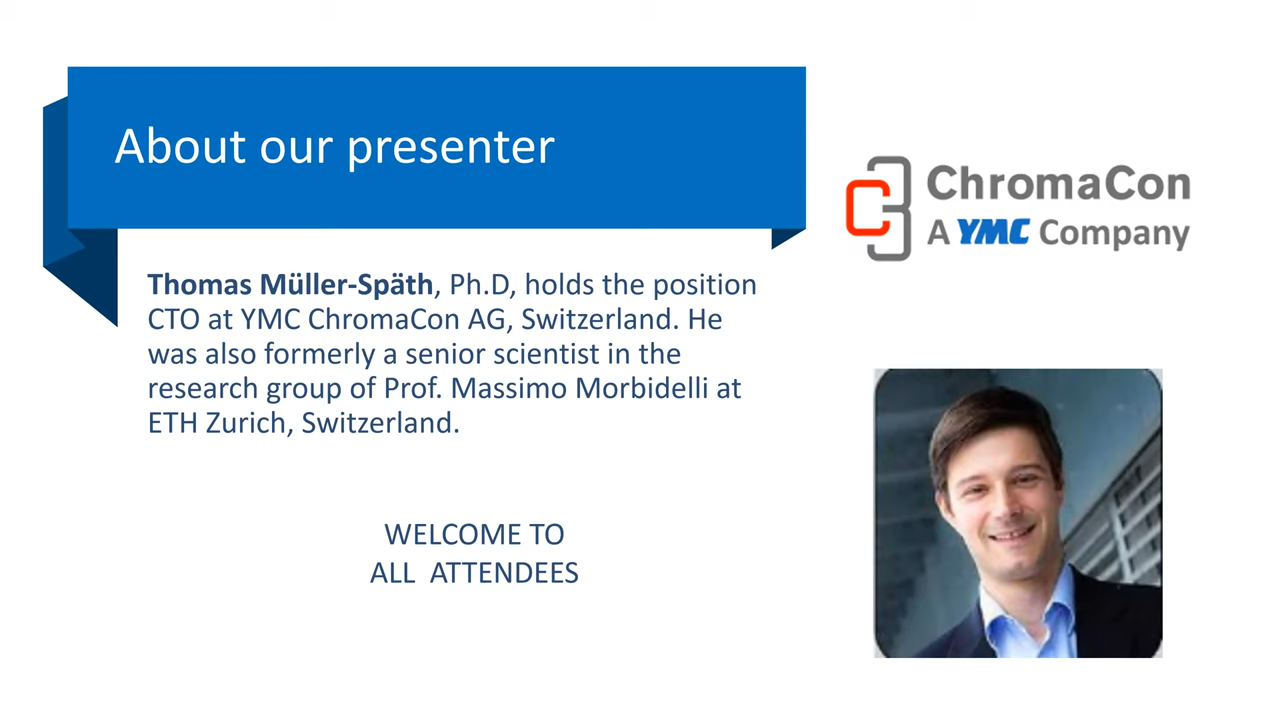 About our presenter
ChromaCon
A YMC Company
Thomas Müller-Späth, Ph.D, holds the position
CTO at YMC ChromaCon AG, Switzerland. He
was also formerly a senior scientist in the
research group of Prof. Massimo Morbidelli at
ETH Zurich, Switzerland.
WELCOME TO
ALL ATTENDEES